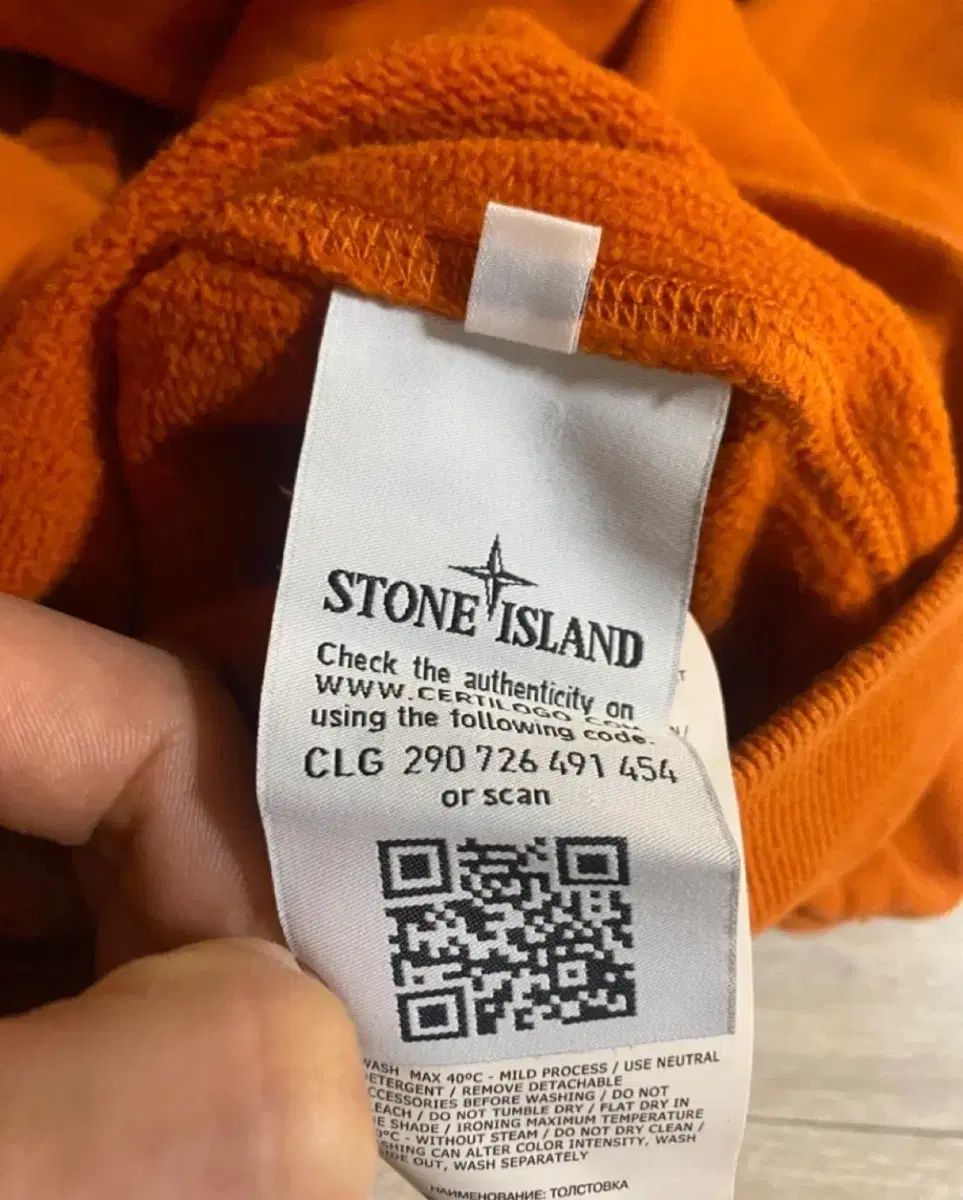 STONE ISLAND
Check the authenticity on
WWW.CERTILOGO.COM
using the following code.
CLG 290 726 491 454
or scan
WASH MAX 40ºC - MILD PROCESS / USE NEUTRAL
DETERGENT / REMOVE DETACHABLE
ACCESSORIES BEFORE WASHING / DO NOT
BLEACH / DO NOT TUMBLE DRY / FLAT DRY IN
SHADE / IRONING MAXIMUM TEMPERATURE
- WITHOUT STEAM / DO NOT DRY CLEAN /
WASHING CAN ALTER COLOR INTENSITY, WASH
OUT, WASH SEPARATELY
НАИМЕНОВАНИЕ: ТОЛСТОВКА